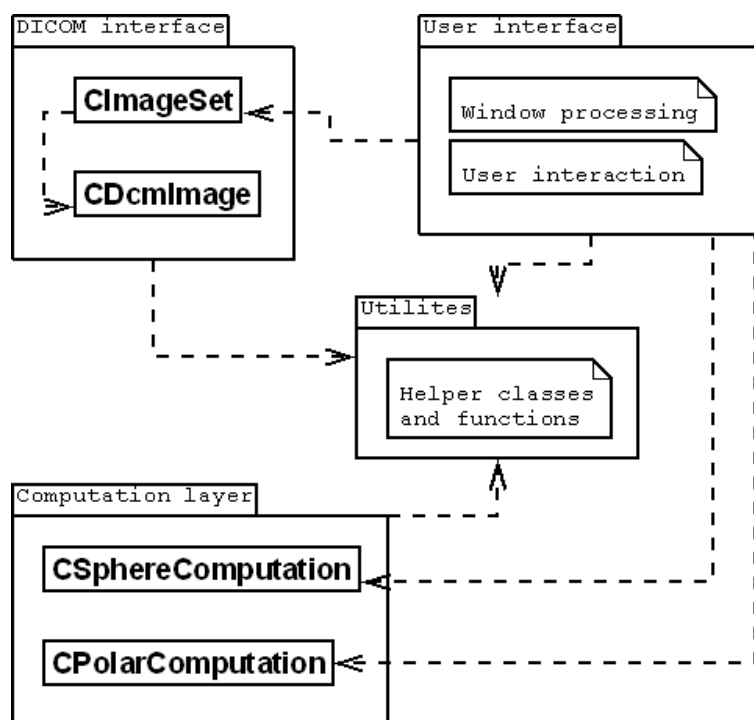 DICOM interface
CImageSet
CDcmImage
User interface
Window processing
User interaction
Utilites
Helper classes
and functions
Computation layer
CSphereComputation
CPolarComputation